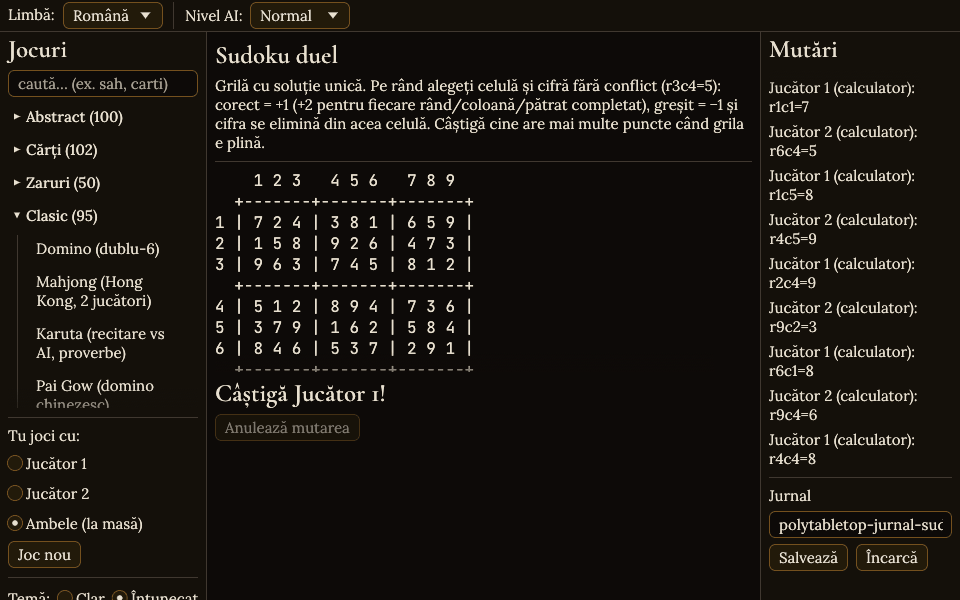 Limbă: Română Nivel AI: Normal
Jocuri
caută... (ex. sah, carti)
Abstract (100)
Cărți (102)
Zaruri (50)
Clasic (95)
Domino (dublu-6)
Mahjong (Hong
Kong, 2 jucători)
Karuta (recitare vs
AI, proverbe)
Pai Gow (domino
chinezesc)
Tu joci cu:
Jucător 1
Jucător 2
Ambele (la masă)
Joc nou
Temă: Clar Întunecat
Sudoku duel
Grilă cu soluție unică. Pe rând alegeți celulă și cifră fără conflict (r3c4=5):
corect = +1 (+2 pentru fiecare rând/coloană/pătrat completat), greșit = −1 și
cifra se elimină din acea celulă. Câștigă cine are mai multe puncte când grila
e plină.
1 2 3 4 5 6 7 8 9
+-------+-------+-------+
1 | 7 2 4 | 3 8 1 | 6 5 9 |
2 | 1 5 8 | 9 2 6 | 4 7 3 |
3 | 9 6 3 | 7 4 5 | 8 1 2 |
+-------+-------+-------+
4 | 5 1 2 | 8 9 4 | 7 3 6 |
5 | 3 7 9 | 1 6 2 | 5 8 4 |
6 | 8 4 6 | 5 3 7 | 2 9 1 |
+-------+-------+-------+
Câștigă Jucător 1!
Anulează mutarea
Mutări
Jucător 1 (calculator):
r1c1=7
Jucător 2 (calculator):
r6c4=5
Jucător 1 (calculator):
r1c5=8
Jucător 2 (calculator):
r4c5=9
Jucător 1 (calculator):
r2c4=9
Jucător 2 (calculator):
r9c2=3
Jucător 1 (calculator):
r6c1=8
Jucător 2 (calculator):
r9c4=6
Jucător 1 (calculator):
r4c4=8
Jurnal
polytabletop-jurnal-sud
Salvează Încarcă